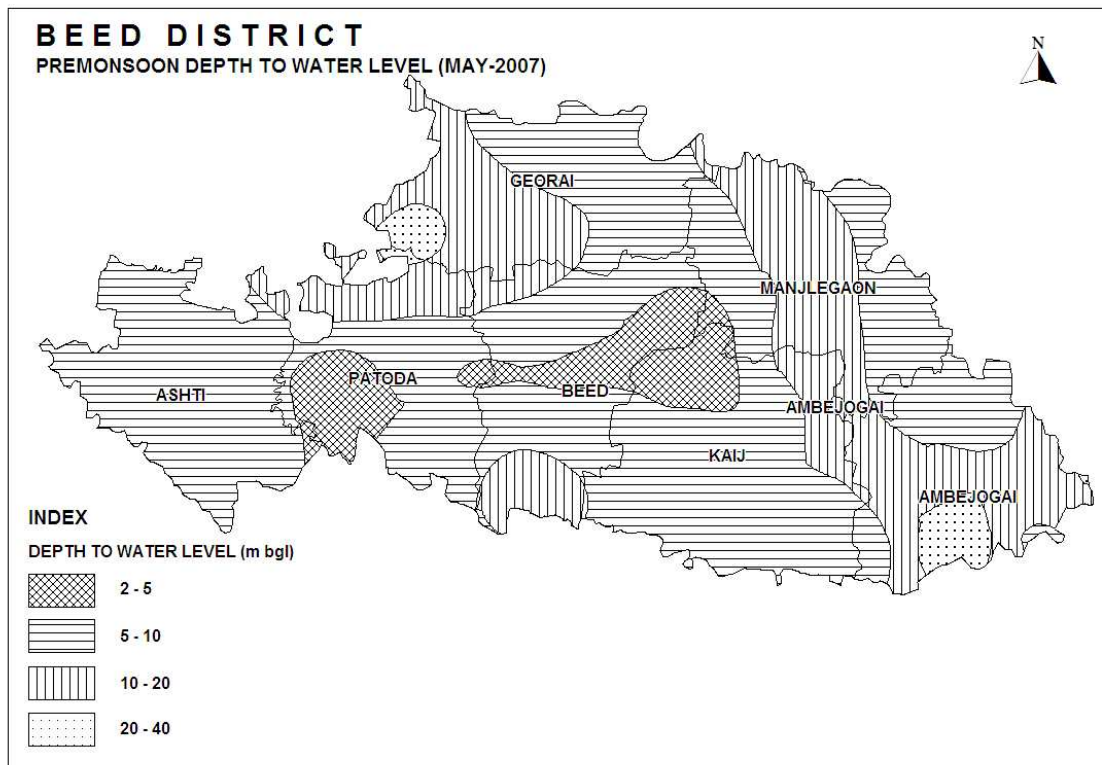 BEED DISTRICT
PREMONSOON DEPTH TO WATER LEVEL (MAY-2007)
N
GEORAI
MANJLEGAON
PATODA
ASHTI
BEED
AMBEJOGAI
KAIJ
AMBEJOGAI
INDEX
DEPTH TO WATER LEVEL (m bgl)
2 - 5
5 - 10
10 - 20
20 - 40